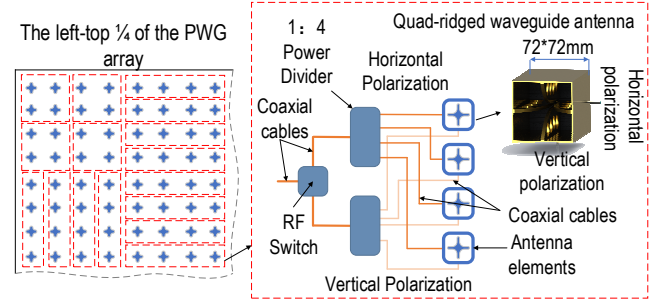 The left-top ¼ of the PWG
array
1： 4
Power
Divider
Coaxial
cables
RF
Switch
Horizontal
Polarization
Vertical Polarization
Quad-ridged waveguide antenna
72*72mm
Horizontal
polarization
Vertical
polarization
Coaxial cables
Antenna
elements